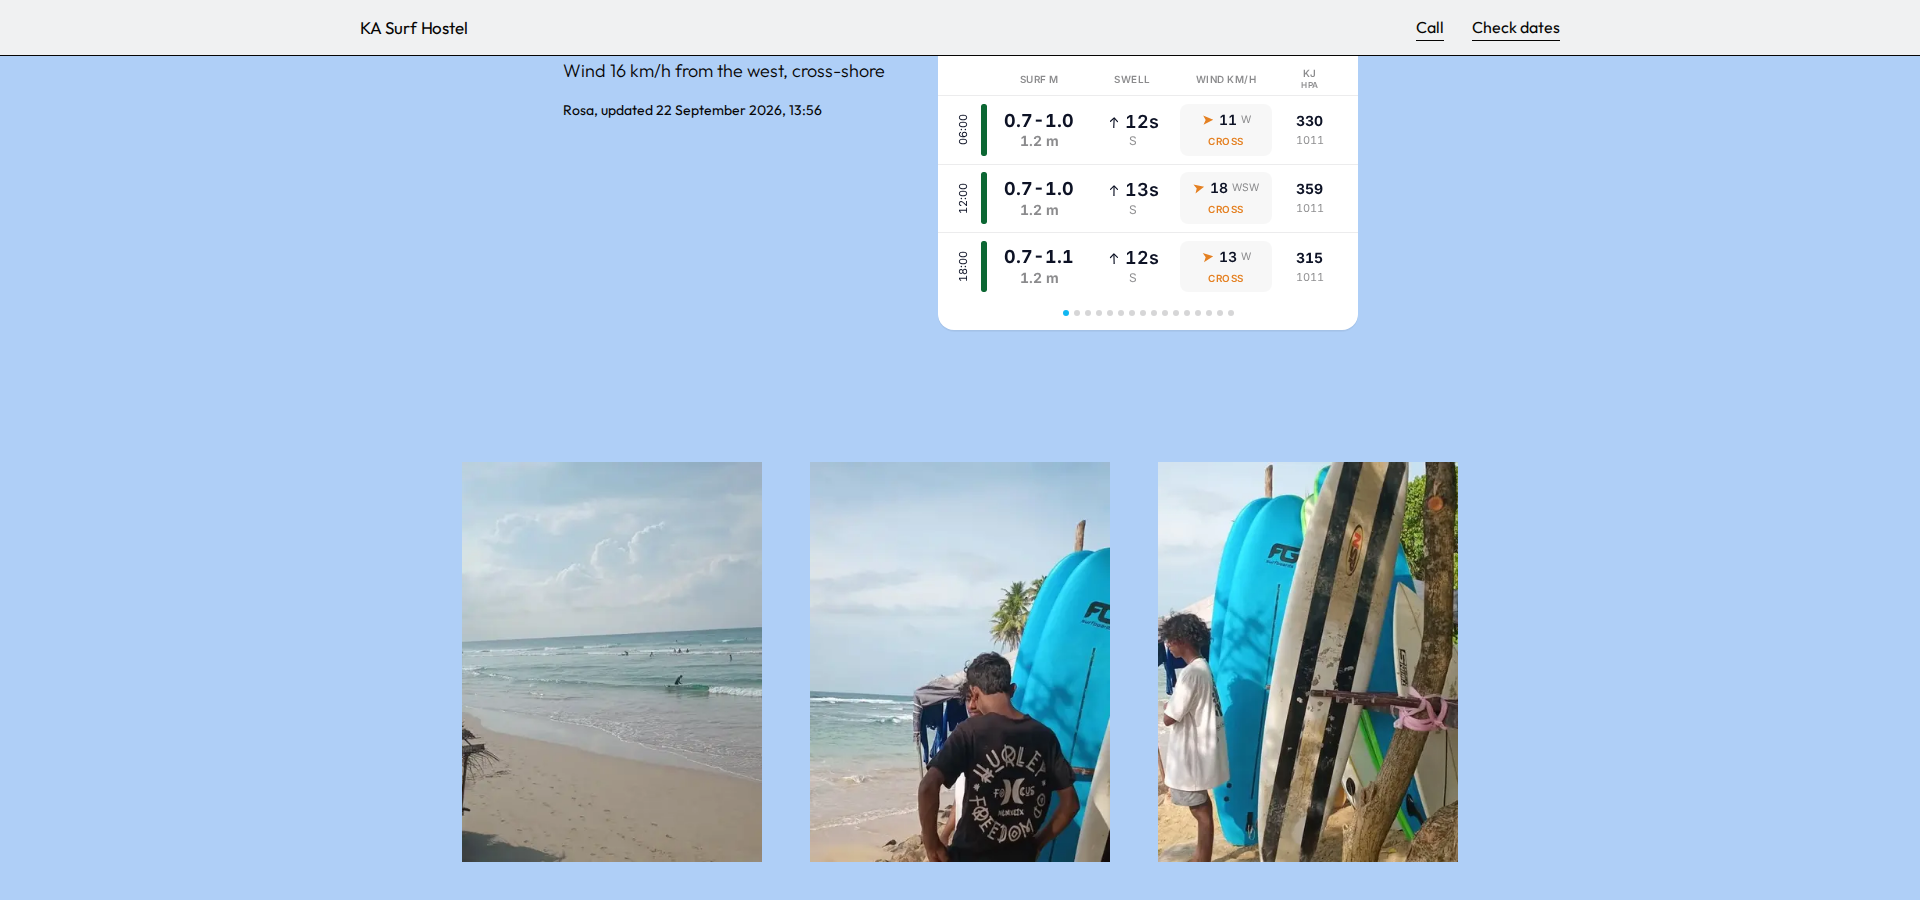 KA Surf Hostel
Call
Check dates
Wind 16 km/h from the west, cross-shore
Rosa, updated 22 September 2026, 13:56
SURF M
SWELL
WIND KM/H
KJ
HPA
06:00
0.7-1.0
1.2 m
↑ 12s
S
11 W
CROSS
330
1011
12:00
0.7-1.0
1.2 m
↑ 13s
S
18 WSW
CROSS
359
1011
18:00
0.7-1.1
1.2 m
↑ 12s
S
13 W
CROSS
315
1011
HURLEY
FOCUS
FREEDOM